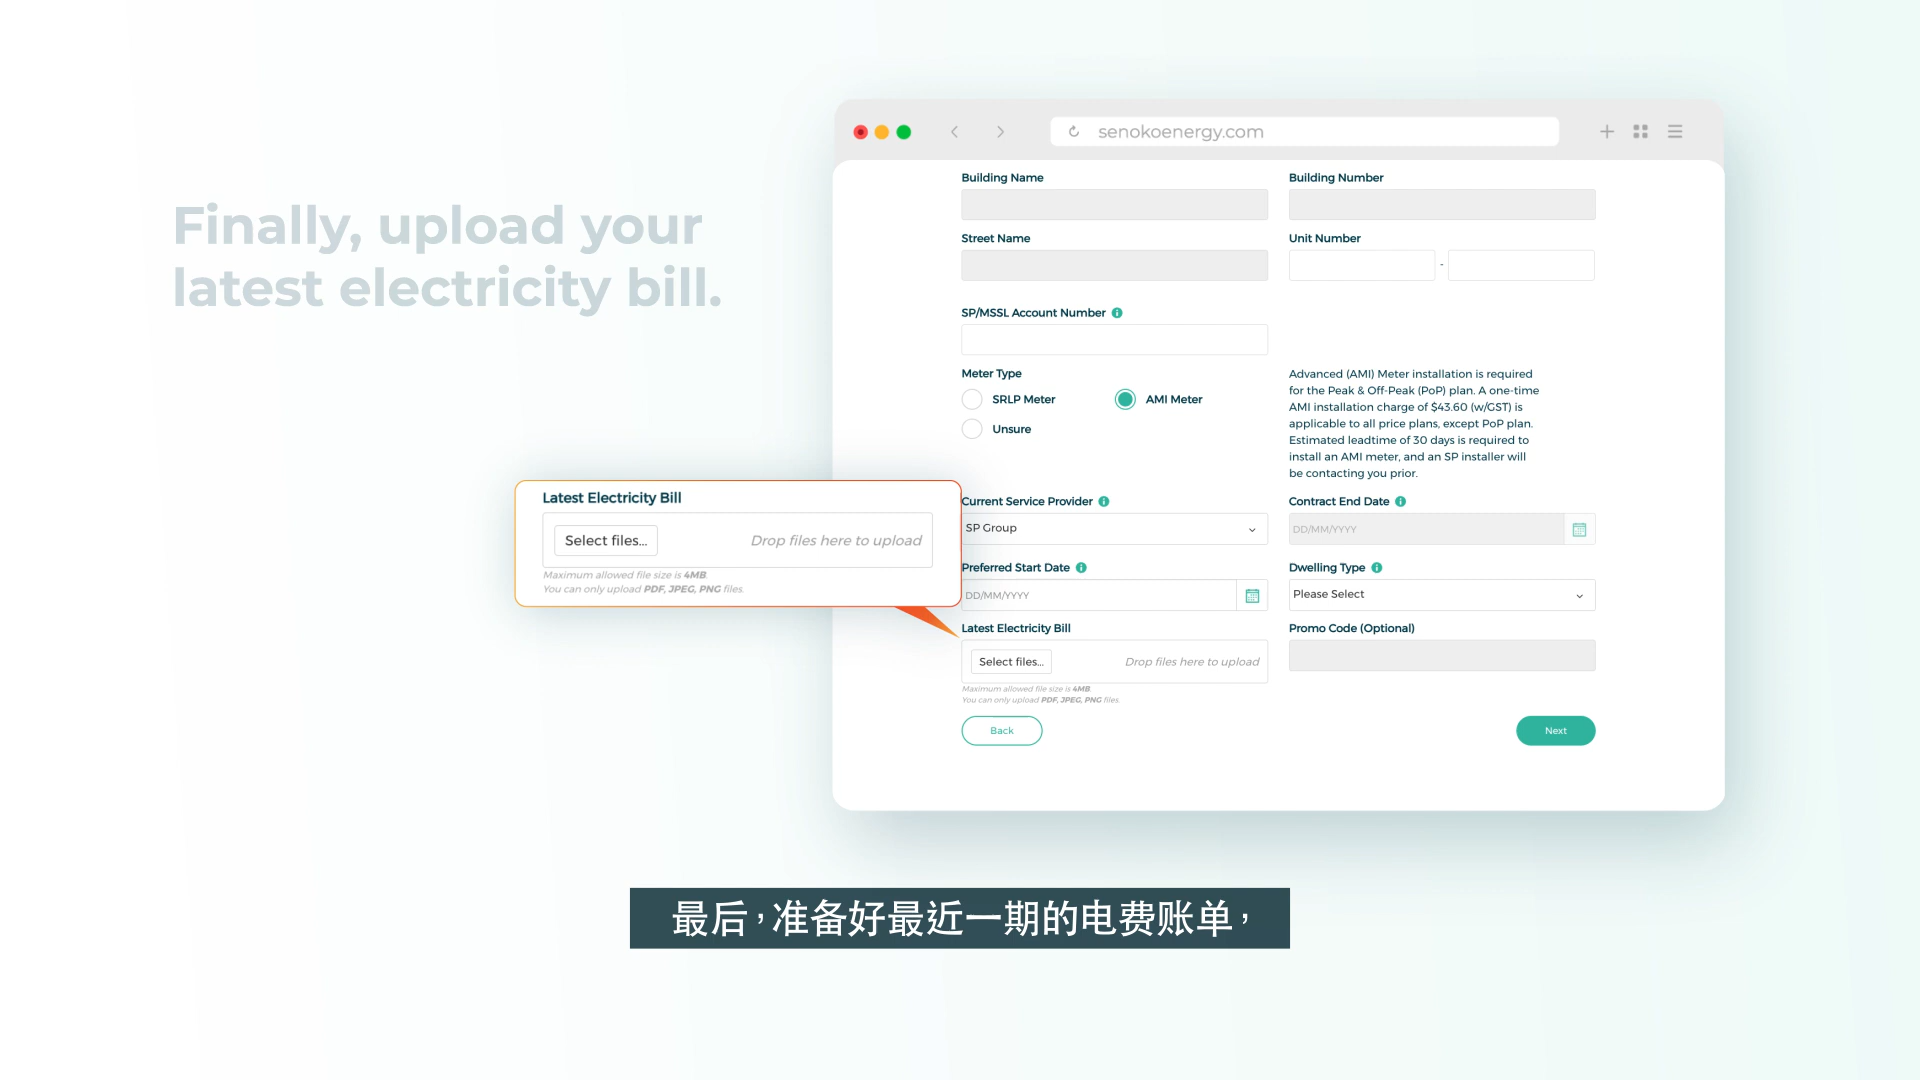 Finally, upload your
latest electricity bill.
senokoenergy.com
Building Name
Building Number
Street Name
Unit Number
-
SP/MSSL Account Number
Meter Type
SRLP Meter
AMI Meter
Unsure
Advanced (AMI) Meter installation is required
for the Peak & Off-Peak (PoP) plan. A one-time
AMI installation charge of $43.60 (w/GST) is
applicable to all price plans, except PoP plan.
Estimated leadtime of 30 days is required to
install an AMI meter, and an SP installer will
be contacting you prior.
Latest Electricity Bill
Select files...
Drop files here to upload
Maximum allowed file size is 4MB.
You can only upload PDF, JPEG, PNG files.
Current Service Provider
SP Group
Contract End Date
DD/MM/YYYY
Preferred Start Date
DD/MM/YYYY
Dwelling Type
Please Select
Latest Electricity Bill
Select files...
Drop files here to upload
Maximum allowed file size is 4MB.
You can only upload PDF, JPEG, PNG files.
Promo Code (Optional)
Back
Next
最后，准备好最近一期的电费账单，